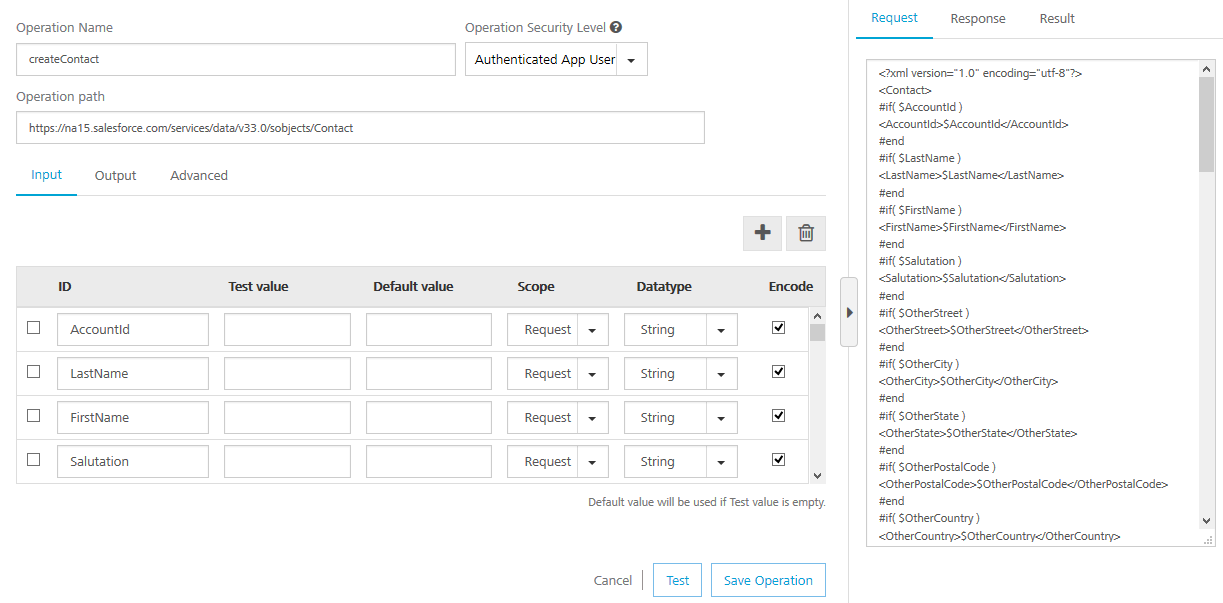 Operation Name
Operation Security Level ?
createContact
Authenticated App User
Operation path
https://na15.salesforce.com/services/data/v33.0/sobjects/Contact
Input Output Advanced
ID Test value Default value Scope Datatype Encode
AccountId Request String
LastName Request String
FirstName Request String
Salutation Request String
Default value will be used if Test value is empty.
Cancel Test Save Operation
Request Response Result
<?xml version="1.0" encoding="utf-8"?>
<Contact>
#if( $AccountId )
<AccountId>$AccountId</AccountId>
#end
#if( $LastName )
<LastName>$LastName</LastName>
#end
#if( $FirstName )
<FirstName>$FirstName</FirstName>
#end
#if( $Salutation )
<Salutation>$Salutation</Salutation>
#end
#if( $OtherStreet )
<OtherStreet>$OtherStreet</OtherStreet>
#end
#if( $OtherCity )
<OtherCity>$OtherCity</OtherCity>
#end
#if( $OtherState )
<OtherState>$OtherState</OtherState>
#end
#if( $OtherPostalCode )
<OtherPostalCode>$OtherPostalCode</OtherPostalCode>
#end
#if( $OtherCountry )
<OtherCountry>$OtherCountry</OtherCountry>